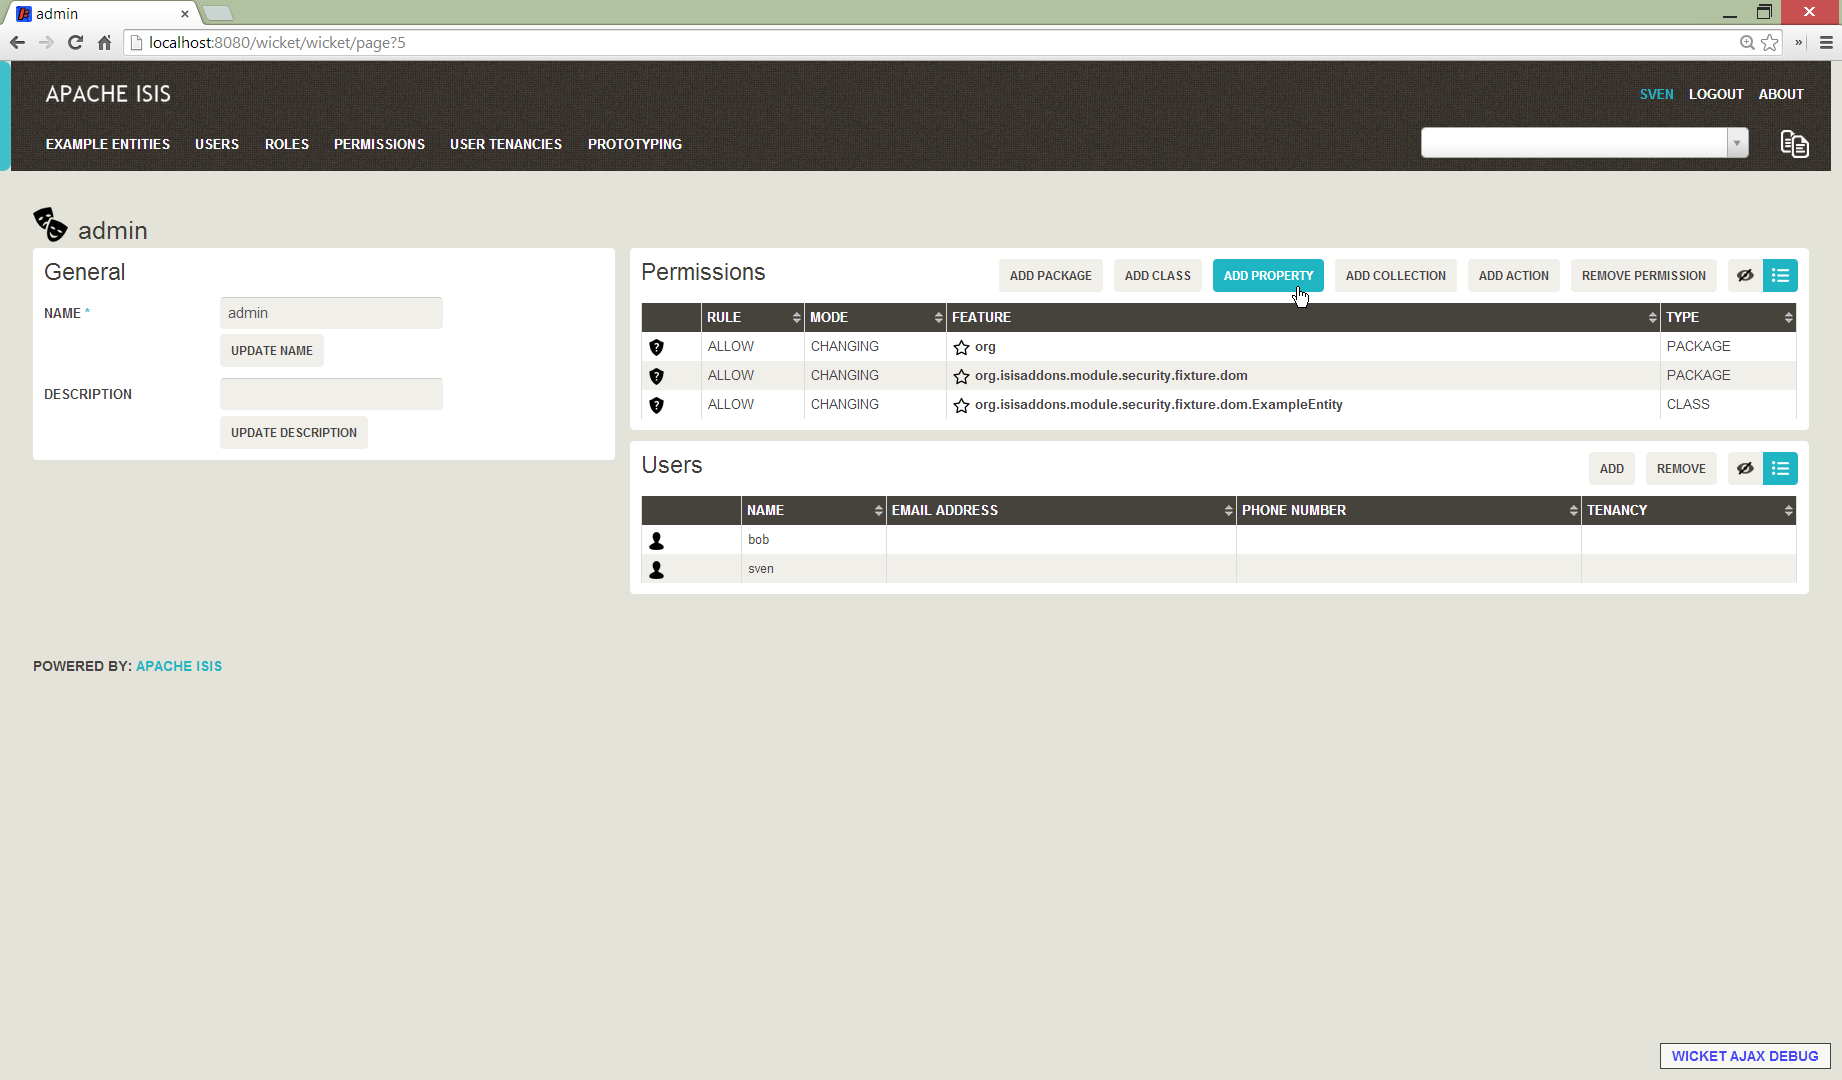 admin
localhost:8080/wicket/wicket/page?5
APACHE ISIS
SVEN LOGOUT ABOUT
EXAMPLE ENTITIES USERS ROLES PERMISSIONS USER TENANCIES PROTOTYPING
admin
General
NAME *
admin
UPDATE NAME
DESCRIPTION
UPDATE DESCRIPTION
Permissions
ADD PACKAGE ADD CLASS ADD PROPERTY ADD COLLECTION ADD ACTION REMOVE PERMISSION
RULE MODE FEATURE TYPE
ALLOW CHANGING org PACKAGE
ALLOW CHANGING org.isisaddons.module.security.fixture.dom PACKAGE
ALLOW CHANGING org.isisaddons.module.security.fixture.dom.ExampleEntity CLASS
Users
ADD REMOVE
NAME EMAIL ADDRESS PHONE NUMBER TENANCY
bob
sven
POWERED BY: APACHE ISIS
WICKET AJAX DEBUG